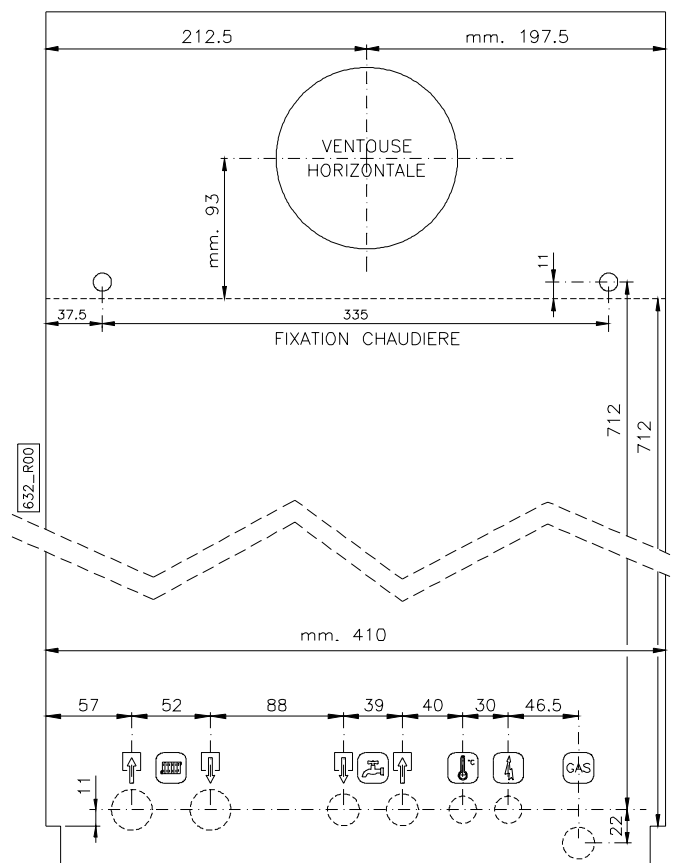 212.5 mm. 197.5
VENTOUSE
HORIZONTALE
mm. 93
11
37.5 335
FIXATION CHAUDIERE
712
712
632_R00
mm. 410
57 52 88 39 40 30 46.5
°C
GAS
11
22